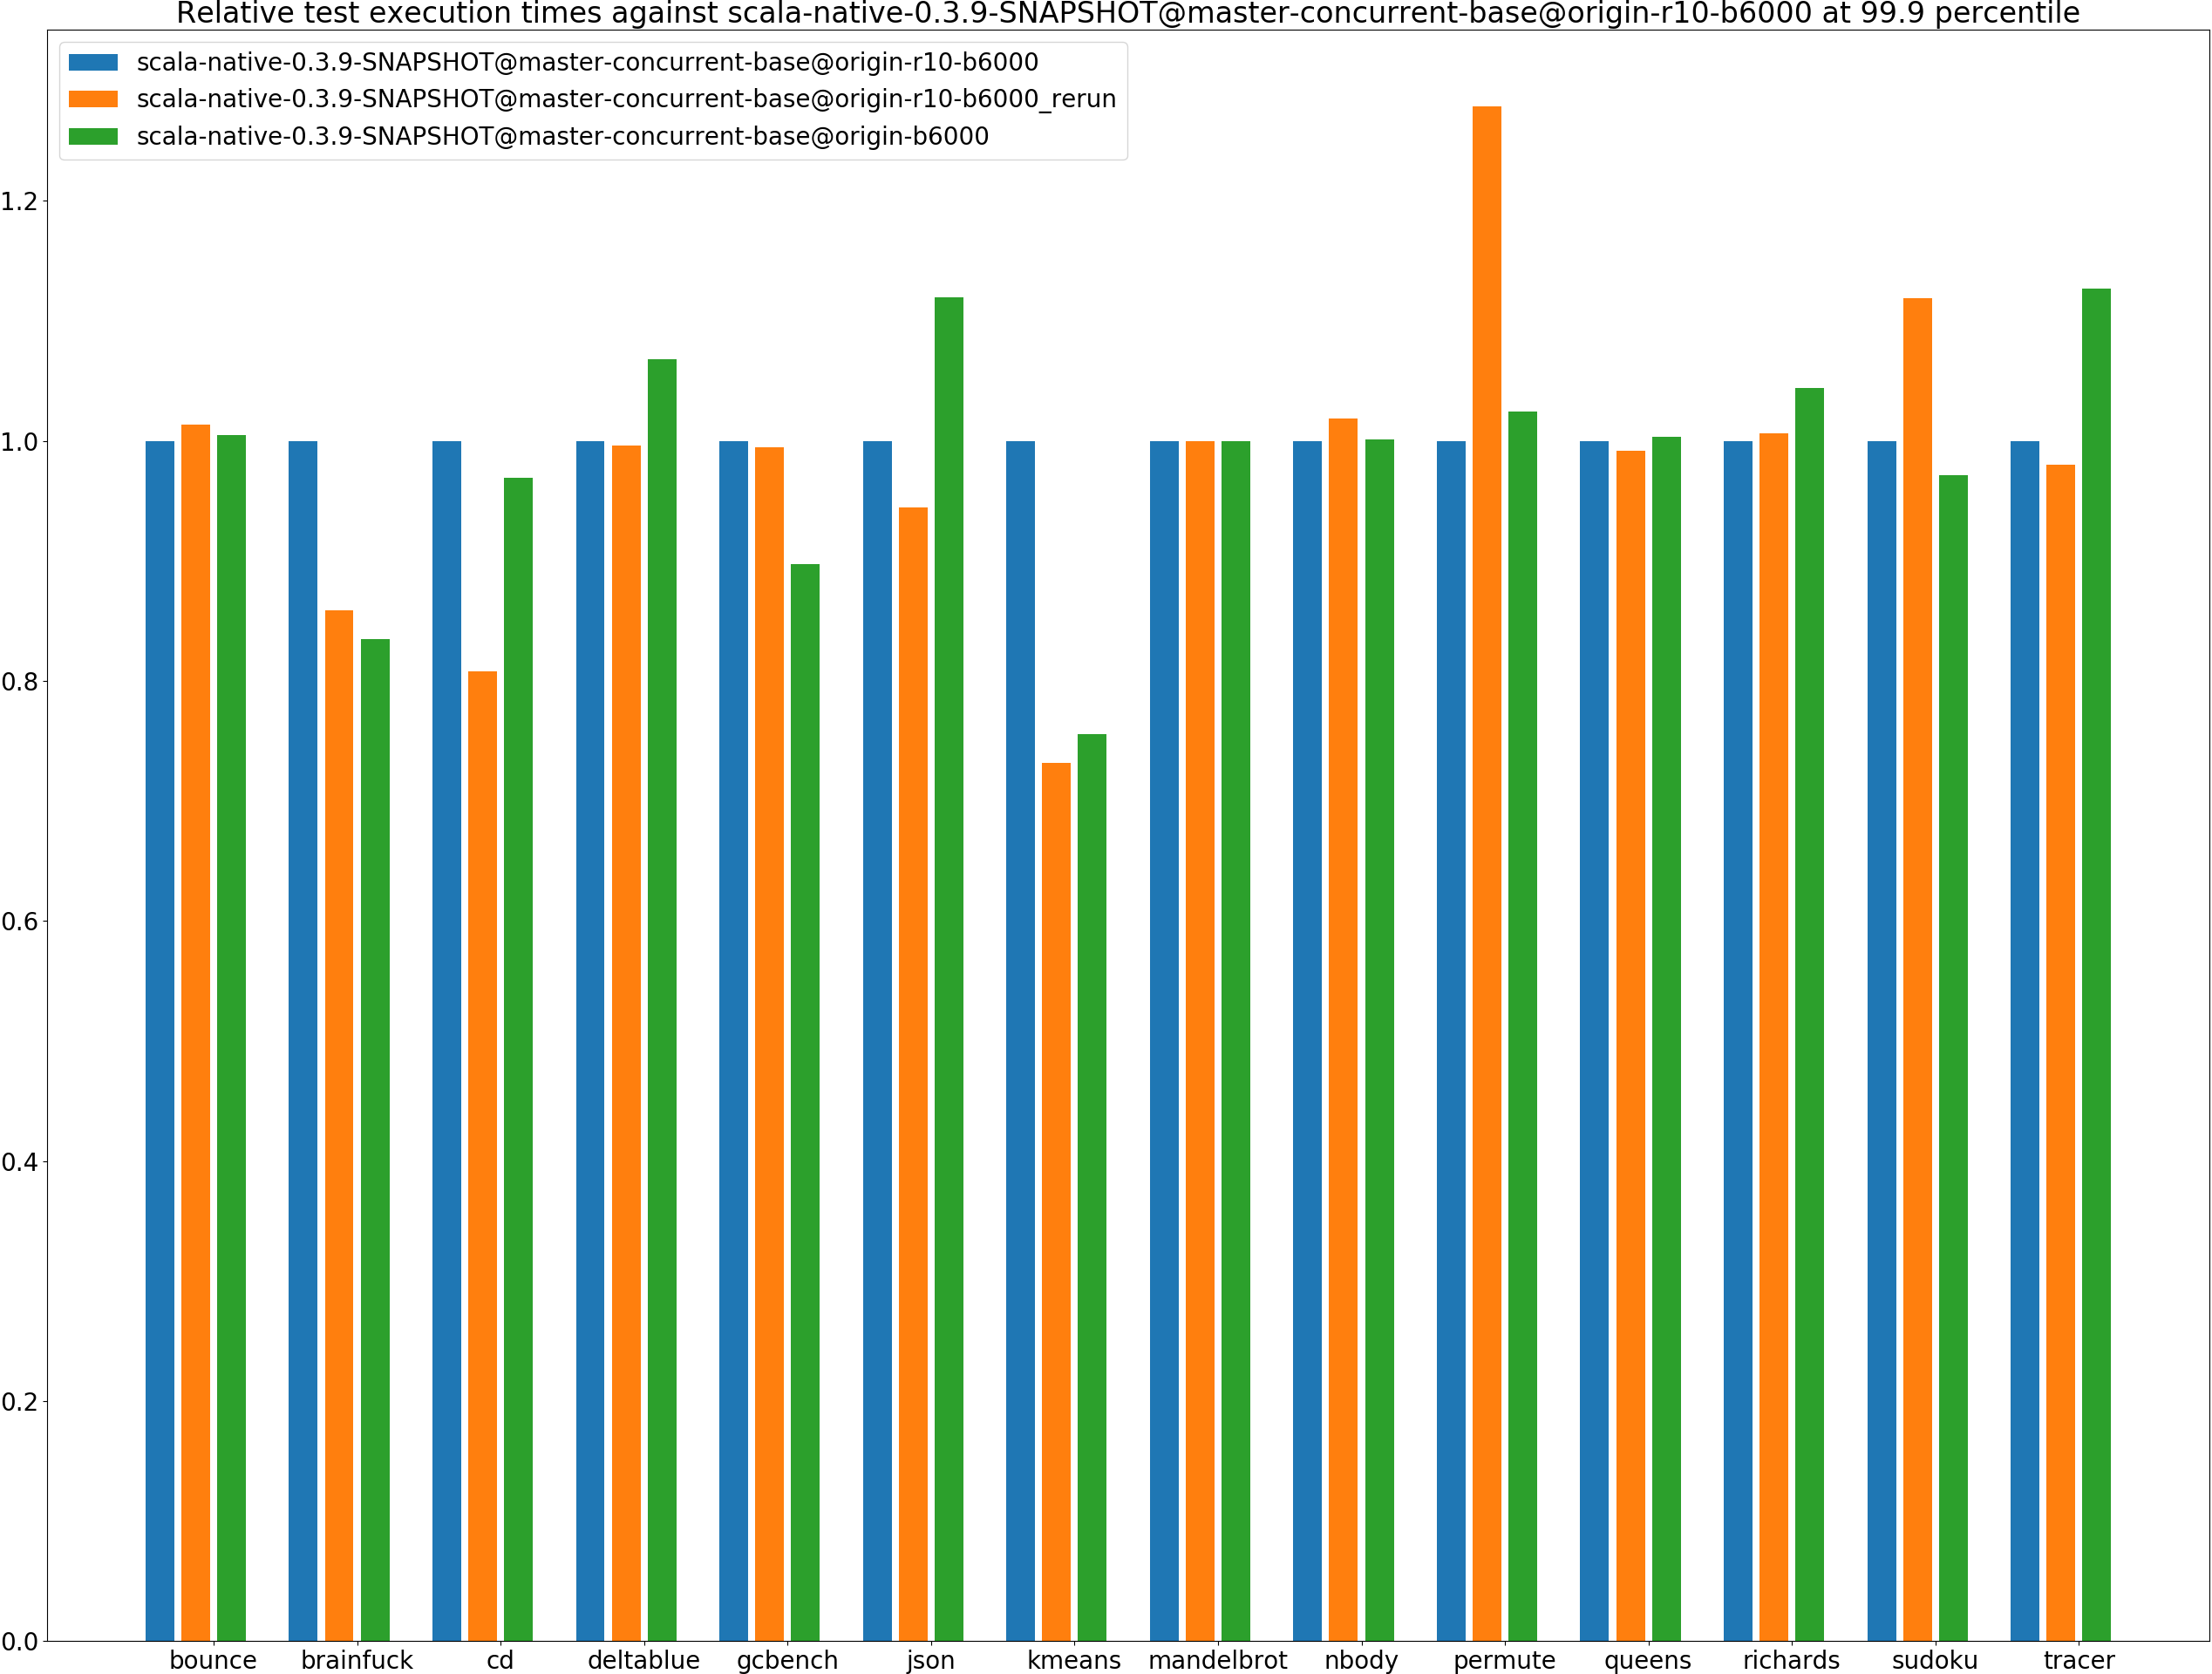 Relative test execution times against scala-native-0.3.9-SNAPSHOT@master-concurrent-base@origin-r10-b6000 at 99.9 percentile
scala-native-0.3.9-SNAPSHOT@master-concurrent-base@origin-r10-b6000
scala-native-0.3.9-SNAPSHOT@master-concurrent-base@origin-r10-b6000_rerun
scala-native-0.3.9-SNAPSHOT@master-concurrent-base@origin-b6000
1.2
1.0
0.8
0.6
0.4
0.2
0.0
bounce brainfuck cd deltablue gcbench json kmeans mandelbrot nbody permute queens richards sudoku tracer